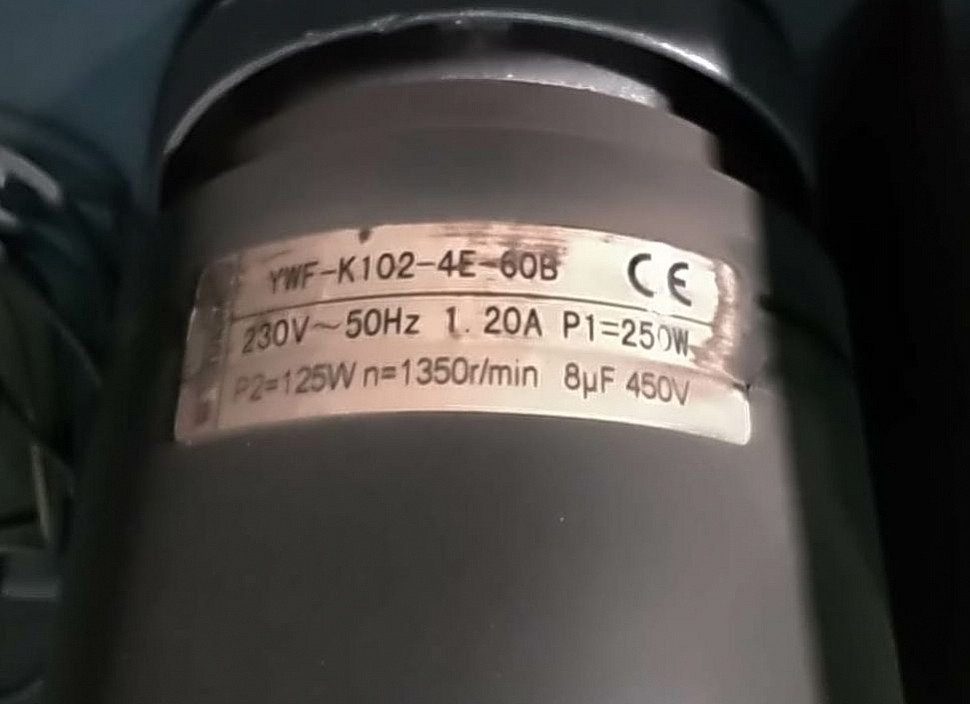 YWF-K102-4E-60B CE
230V~50Hz 1.20A P1=250W
P2=125W n=1350r/min 8μF 450V